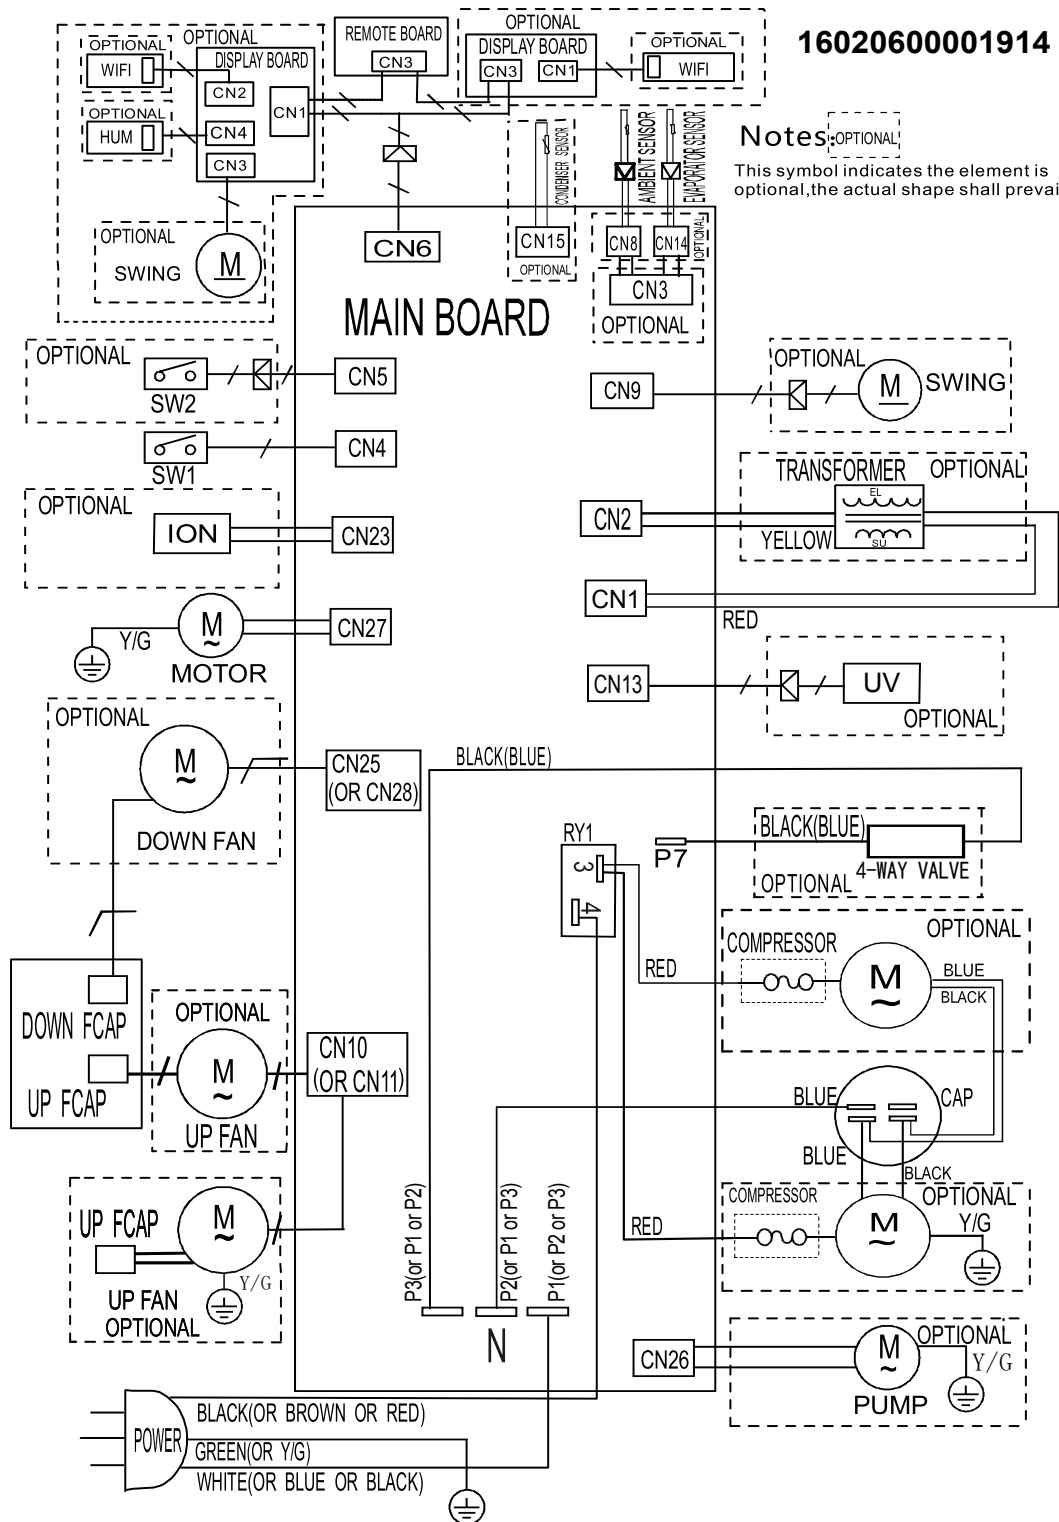 16020600001914
OPTIONAL
WIFI
OPTIONAL
HUM
OPTIONAL
DISPLAY BOARD
CN2
CN4
CN3
CN1
REMOTE BOARD
CN3
OPTIONAL
DISPLAY BOARD
CN3
CN1
OPTIONAL
WIFI
Notes:
OPTIONAL
This symbol indicates the element is
optional,the actual shape shall prevai
OPTIONAL
SWING
M
CN6
CONDENSER SENSOR
CN15
OPTIONAL
AMBIENT SENSOR
EVAPORATOR SENSOR
CN8
CN14
OPTIONAL
CN3
OPTIONAL
MAIN BOARD
OPTIONAL
SW2
CN5
SW1
CN4
OPTIONAL
ION
CN23
M
~
Y/G
MOTOR
CN27
OPTIONAL
M
~
DOWN FAN
CN25
(OR CN28)
DOWN FCAP
UP FCAP
OPTIONAL
M
~
UP FAN
CN10
(OR CN11)
UP FCAP
M
~
Y/G
UP FAN
OPTIONAL
CN9
OPTIONAL
M
SWING
TRANSFORMER
OPTIONAL
EL
SU
CN2
YELLOW
CN1
RED
CN13
UV
OPTIONAL
BLACK(BLUE)
RY1
3
4
P7
BLACK(BLUE)
4-WAY VALVE
OPTIONAL
OPTIONAL
COMPRESSOR
M
~
RED
BLUE
BLACK
BLUE
CAP
BLUE
BLACK
COMPRESSOR
OPTIONAL
M
~
Y/G
RED
P3(or P1 or P2)
P2(or P1 or P3)
P1(or P2 or P3)
N
CN26
OPTIONAL
M
~
Y/G
PUMP
POWER
BLACK(OR BROWN OR RED)
GREEN(OR Y/G)
WHITE(OR BLUE OR BLACK)